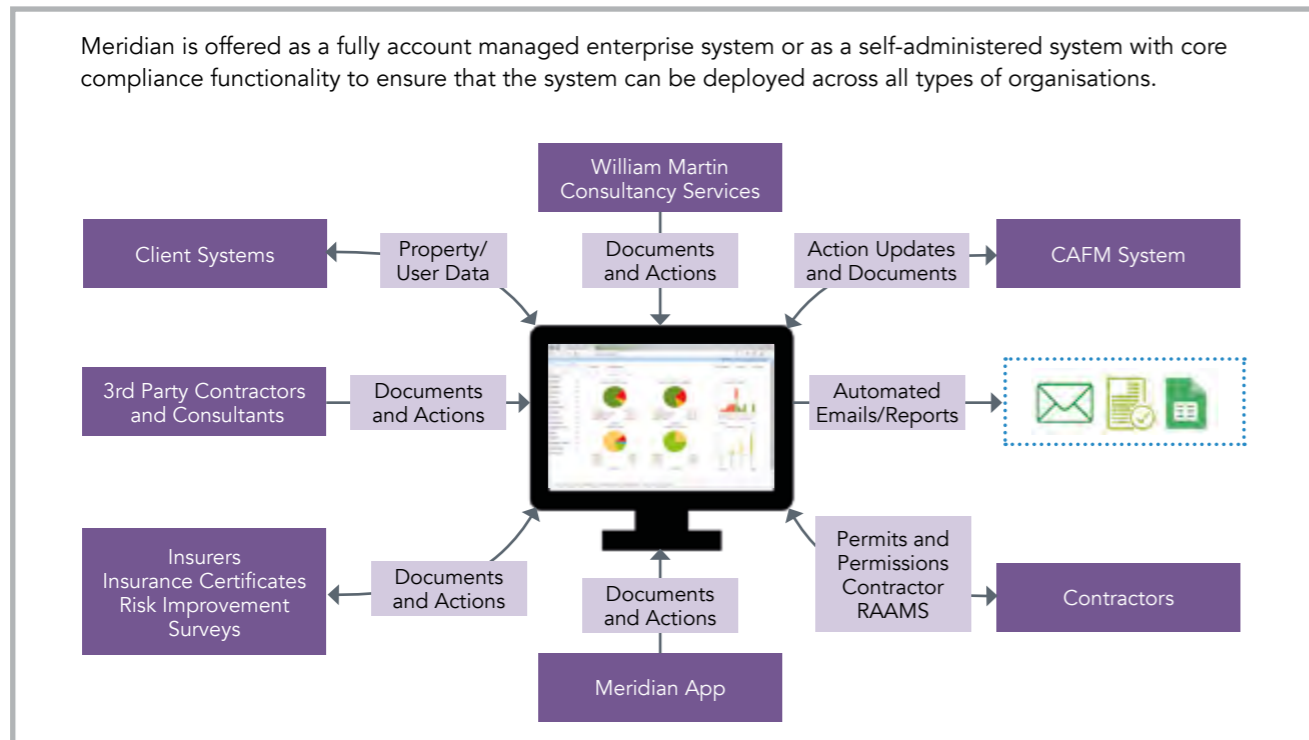 Meridian is offered as a fully account managed enterprise system or as a self-administered system with core
compliance functionality to ensure that the system can be deployed across all types of organisations.
William Martin
Consultancy Services
Client Systems
Property/
User Data
Documents
and Actions
Action Updates
and Documents
CAFM System
3rd Party Contractors
and Consultants
Documents
and Actions
Automated
Emails/Reports
Insurers
Insurance Certificates
Risk Improvement
Surveys
Documents
and Actions
Documents
and Actions
Permits and
Permissions
Contractor
RAAMS
Contractors
Meridian App